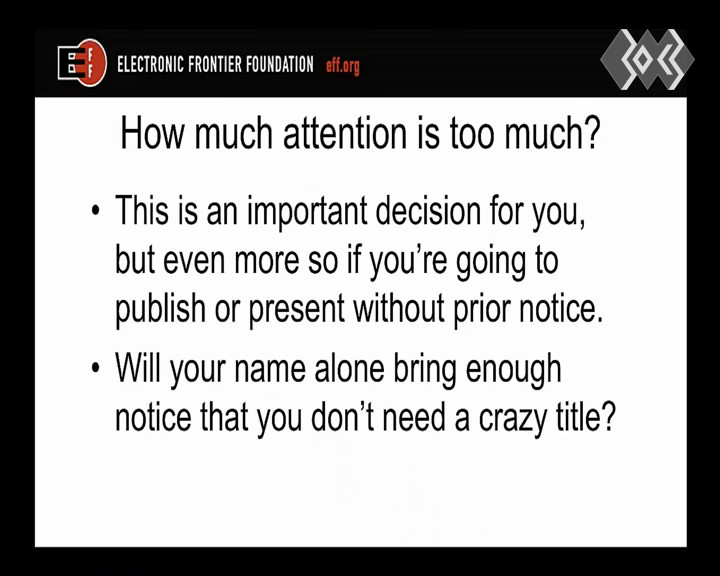 EFF
ELECTRONIC FRONTIER FOUNDATION eff.org
How much attention is too much?
• This is an important decision for you,
but even more so if you're going to
publish or present without prior notice.
• Will your name alone bring enough
notice that you don't need a crazy title?